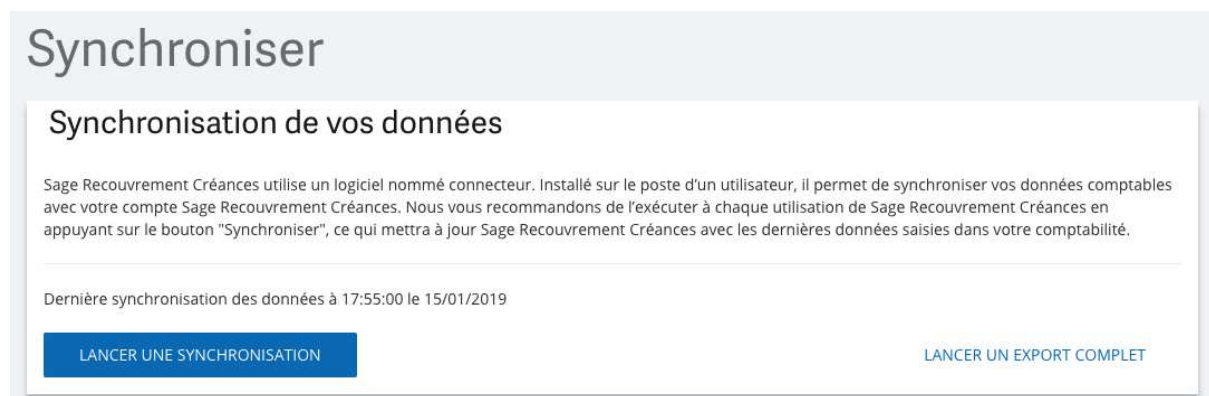 Synchroniser
Synchronisation de vos données
Sage Recouvrement Créances utilise un logiciel nommé connecteur. Installé sur le poste d'un utilisateur, il permet de synchroniser vos données comptables
avec votre compte Sage Recouvrement Créances. Nous vous recommandons de l'exécuter à chaque utilisation de Sage Recouvrement Créances en
appuyant sur le bouton "Synchroniser", ce qui mettra à jour Sage Recouvrement Créances avec les dernières données saisies dans votre comptabilité.
Dernière synchronisation des données à 17:55:00 le 15/01/2019
LANCER UNE SYNCHRONISATION LANCER UN EXPORT COMPLET